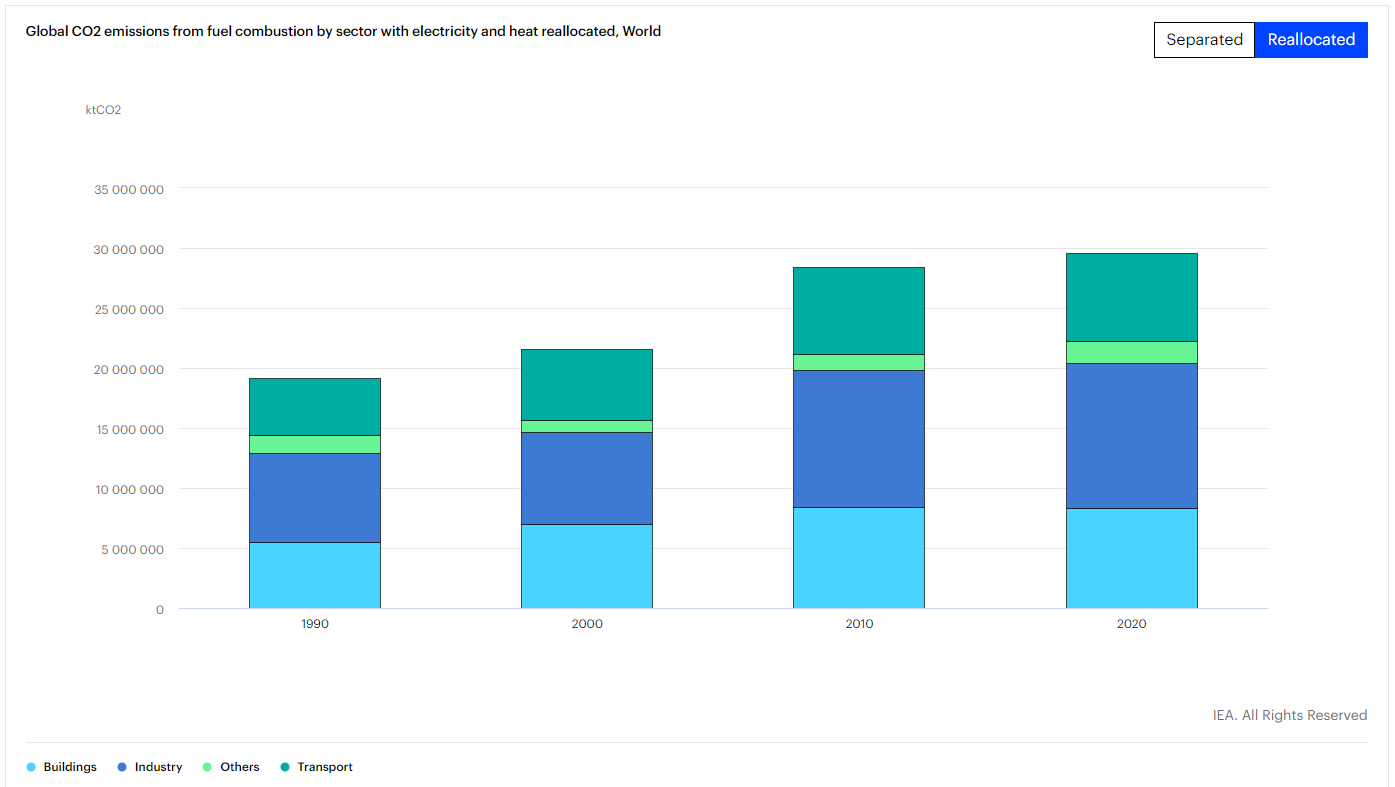 Global CO2 emissions from fuel combustion by sector with electricity and heat reallocated, World
Separated Reallocated
ktCO2
35 000 000
30 000 000
25 000 000
20 000 000
15 000 000
10 000 000
5 000 000
0
1990 2000 2010 2020
IEA. All Rights Reserved
Buildings Industry Others Transport